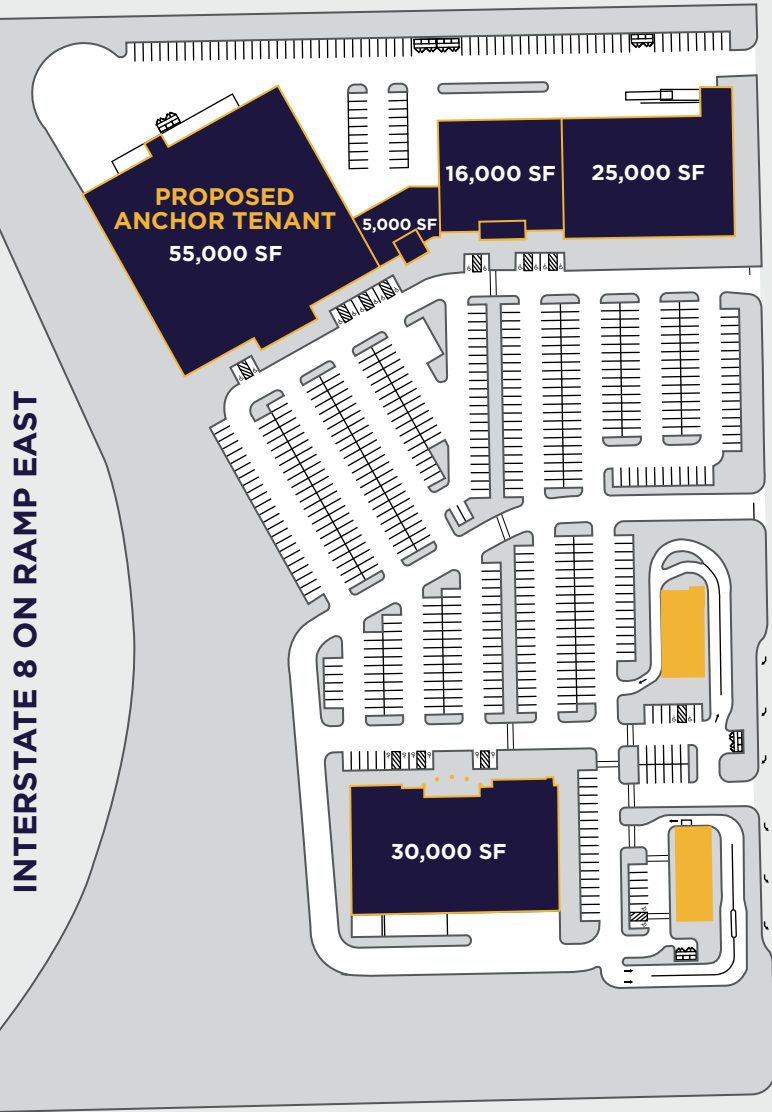 PROPOSED
ANCHOR TENANT
55,000 SF
5,000 SF
16,000 SF
25,000 SF
INTERSTATE 8 ON RAMP EAST
30,000 SF